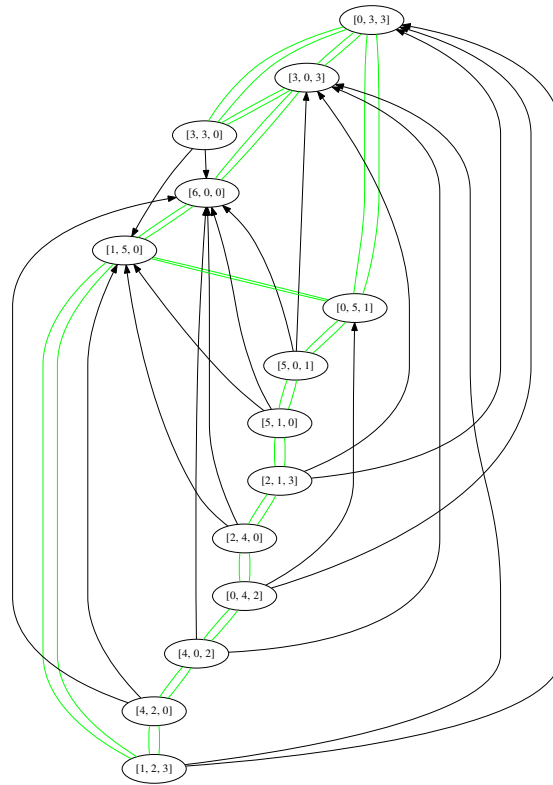 [0, 3, 3]
[3, 0, 3]
[3, 3, 0]
[6, 0, 0]
[1, 5, 0]
[0, 5, 1]
[5, 0, 1]
[5, 1, 0]
[2, 1, 3]
[2, 4, 0]
[0, 4, 2]
[4, 0, 2]
[4, 2, 0]
[1, 2, 3]